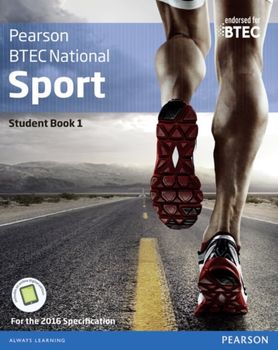 Pearson
BTEC National
Sport
Student Book 1
endorsed for
BTEC
For the 2016 Specification
ALWAYS LEARNING
PEARSON